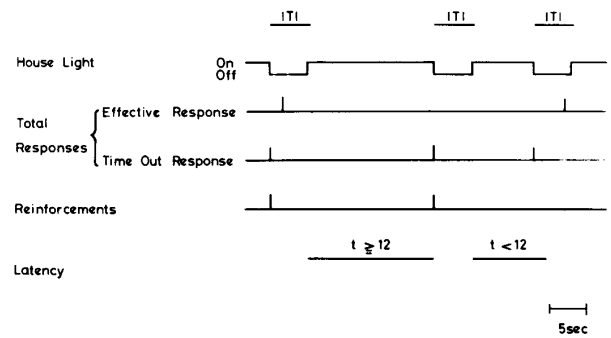 ITI ITI ITI
House Light On
Off
Effective Response
Total
Responses
Time Out Response
Reinforcements
t ≧ 12 t < 12
Latency
5sec